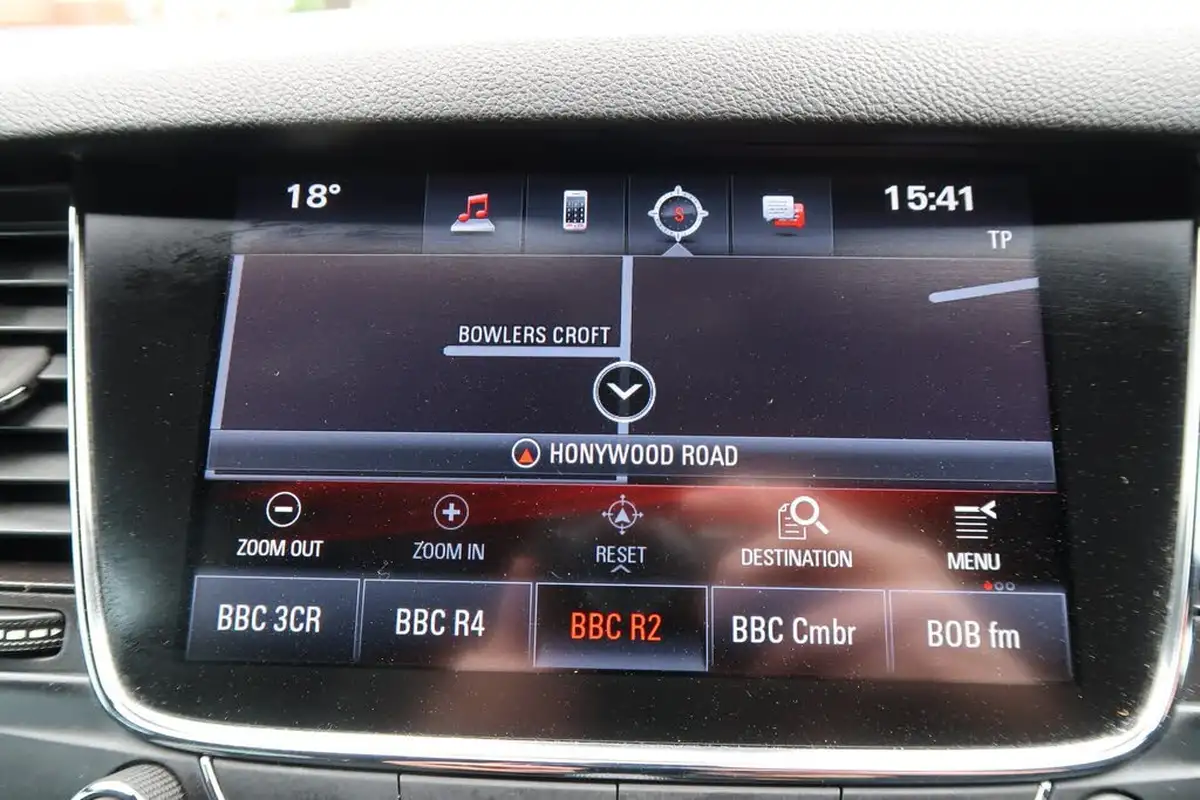 18° 15:41
S
TP
BOWLERS CROFT
HONYWOOD ROAD
ZOOM OUT ZOOM IN RESET DESTINATION MENU
BBC 3CR BBC R4 BBC R2 BBC Cmbr BOB fm